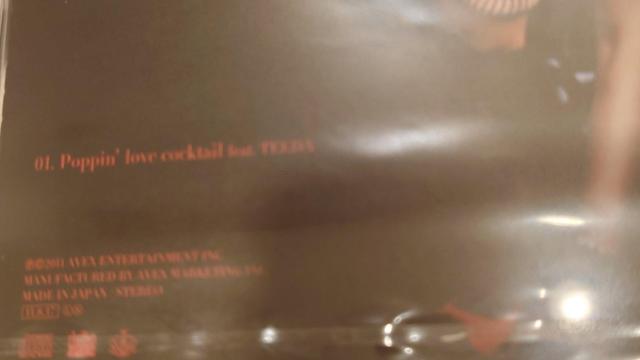 01. Poppin' love cocktail feat. TEEDA
℗©2011 AVEX ENTERTAINMENT INC.
MANUFACTURED BY AVEX MARKETING INC.
MADE IN JAPAN STEREO